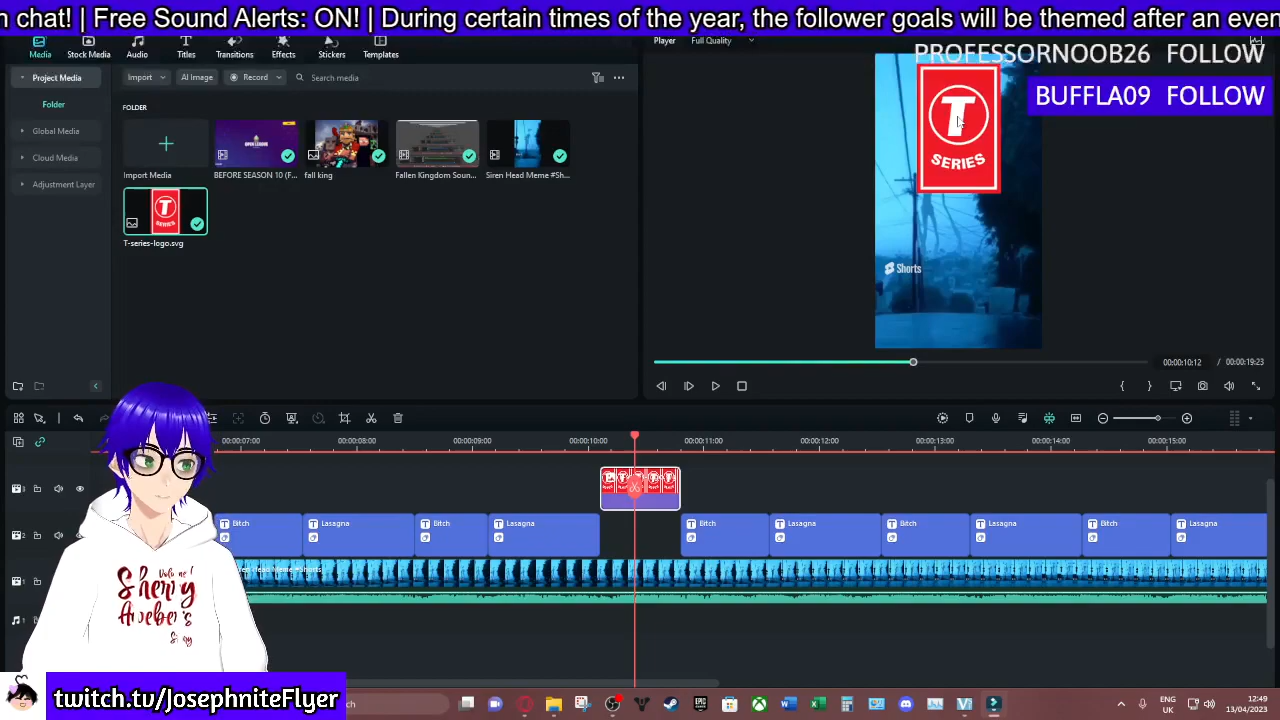 n chat! | Free Sound Alerts: ON! | During certain times of the year, the follower goals will be themed after an even
Media
Stock Media
Audio
Titles
Transitions
Effects
Stickers
Templates
Player
Full Quality
PROFESSORNOOB26 FOLLOW
BUFFLA09 FOLLOW
Project Media
Import
AI Image
Record
Search media
Folder
FOLDER
Global Media
Cloud Media
Adjustment Layer
Import Media
BEFORE SEASON 10 (F...
fall king
Fallen Kingdom Soun...
Siren Head Meme #Sh...
T-series-logo.svg
T
SERIES
Shorts
00:00:10:12 / 00:00:19:23
00:00:07:00
00:00:08:00
00:00:09:00
00:00:10:00
00:00:11:00
00:00:12:00
00:00:13:00
00:00:14:00
00:00:15:00
Bitch
Lasagna
Bitch
Lasagna
Bitch
Lasagna
Bitch
Lasagna
Bitch
Lasagna
Head Meme #Shorts
Sherry
twitch.tv/JosephniteFlyer
ch
ENG
UK
12:49
13/04/2023